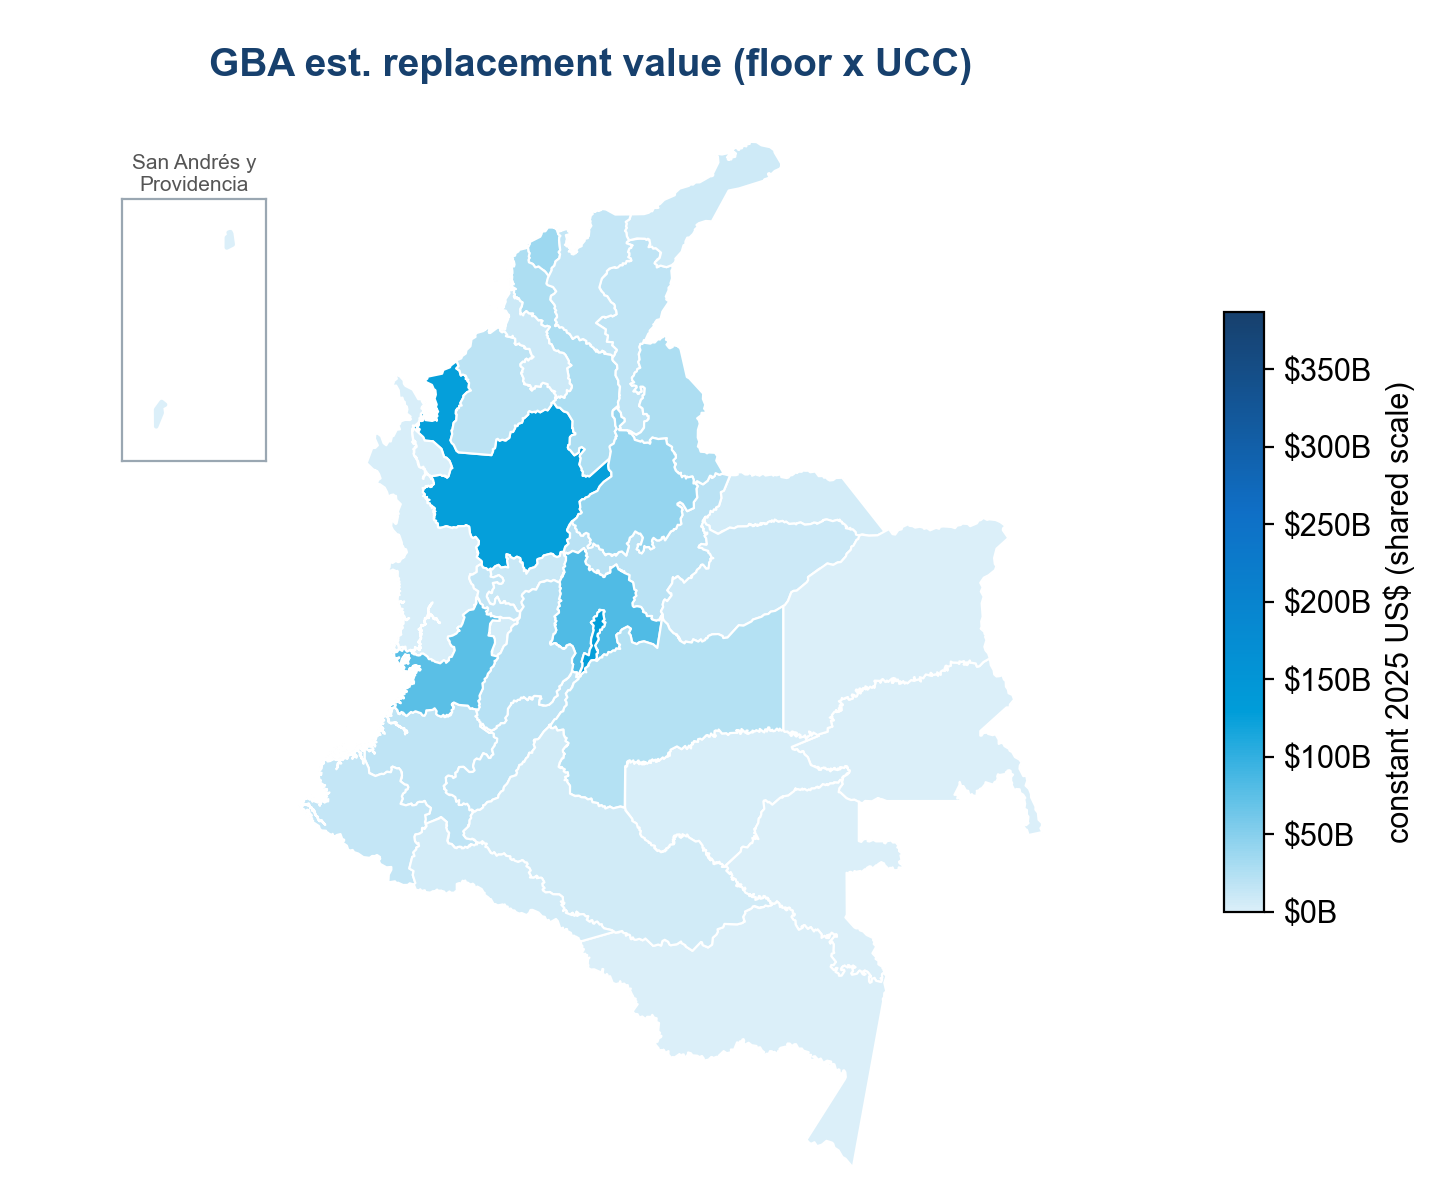 GBA est. replacement value (floor x UCC)
San Andrés y
Providencia
$350B
$300B
$250B
$200B
$150B
$100B
$50B
$0B
constant 2025 US$ (shared scale)